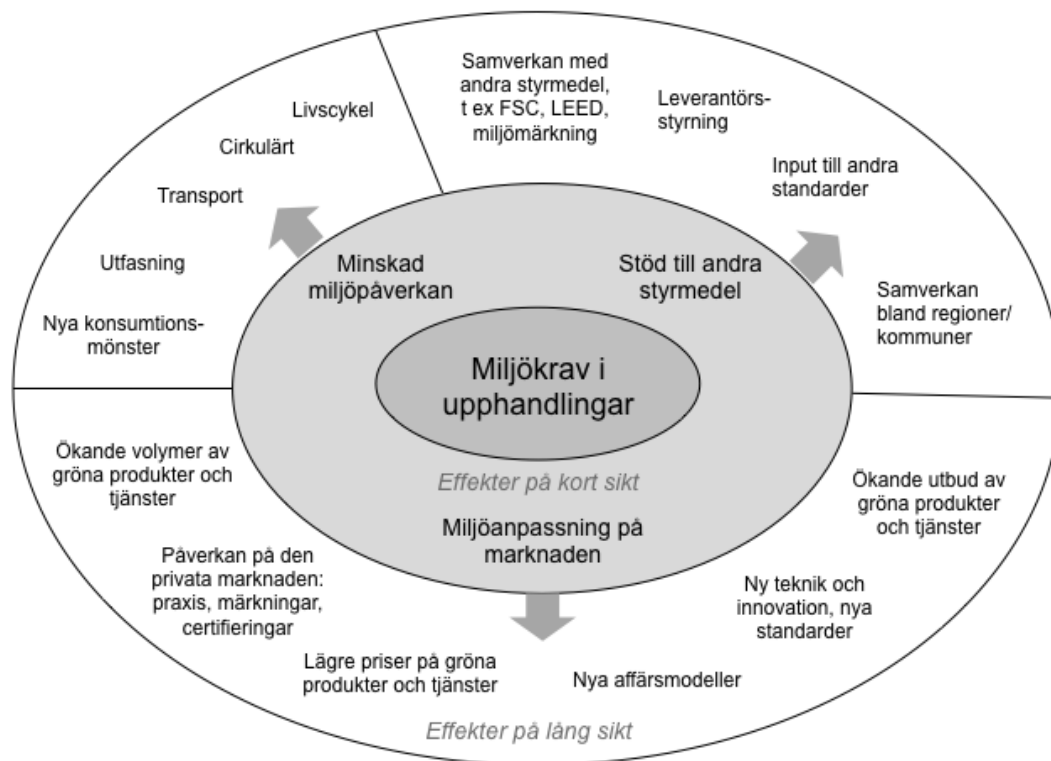 Samverkan med
andra styrmedel,
t ex FSC, LEED,
miljömärkning
Leverantörs-
styrning
Input till andra
standarder
Samverkan
bland regioner/
kommuner
Livscykel
Cirkulärt
Transport
Utfasning
Nya konsumtions-
mönster
Minskad
miljöpåverkan
Stöd till andra
styrmedel
Miljökrav i
upphandlingar
Effekter på kort sikt
Miljöanpassning på
marknaden
Ökande volymer av
gröna produkter och
tjänster
Påverkan på den
privata marknaden:
praxis, märkningar,
certifieringar
Lägre priser på gröna
produkter och tjänster
Nya affärsmodeller
Ny teknik och
innovation, nya
standarder
Ökande utbud av
gröna produkter
och tjänster
Effekter på lång sikt